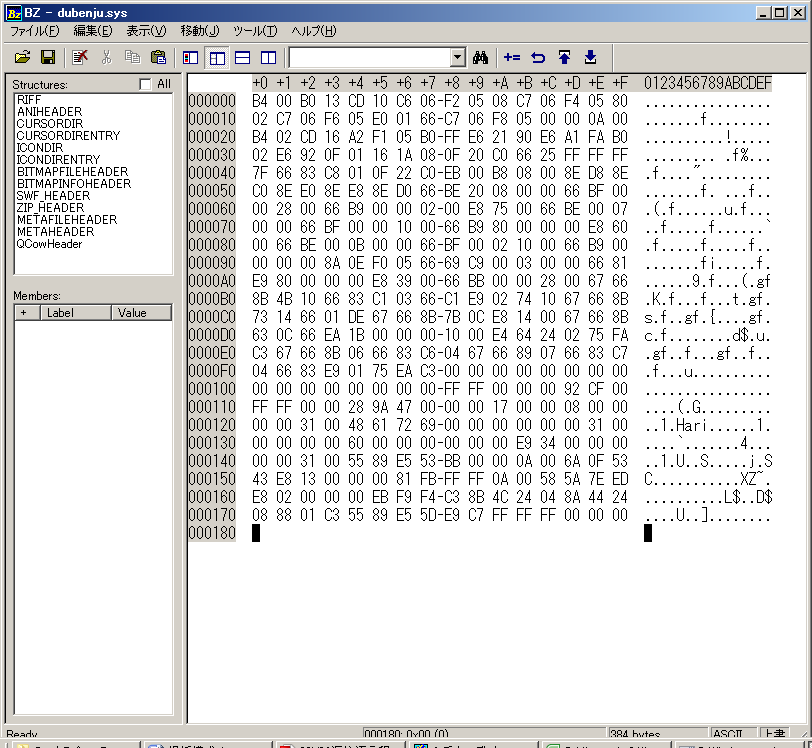 BZ - dubenju.sys
ファイル(F) 編集(E) 表示(V) 移動(J) ツール(T) ヘルプ(H)
Structures: All
RIFF
ANIHEADER
CURSORDIR
CURSORDIRENTRY
ICONDIR
ICONDIRENTRY
BITMAPFILEHEADER
BITMAPINFOHEADER
SWF_HEADER
ZIP_HEADER
METAFILEHEADER
METAHEADER
QCowHeader
Members:
+ Label Value
+0 +1 +2 +3 +4 +5 +6 +7 -+8 +9 +A +B +C +D +E +F 0123456789ABCDEF
000000 B4 00 B0 13 CD 10 C6 06-F2 05 08 C7 06 F4 05 80 ................
000010 02 C7 06 F6 05 E0 01 66-C7 06 F8 05 00 00 0A 00 .......f........
000020 B4 02 CD 16 A2 F1 05 B0-FF E6 21 90 E6 A1 FA B0 ..........!.....
000030 02 E6 92 0F 01 16 1A 08-0F 20 C0 66 25 FF FF FF ......... .f%...
000040 7F 66 83 C8 01 0F 22 C0-EB 00 B8 08 00 8E D8 8E .f....".........
000050 C0 8E E0 8E E8 8E D0 66-BE 20 08 00 00 66 BF 00 .......f. ...f..
000060 00 28 00 66 B9 00 00 02-00 E8 75 00 66 BE 00 07 .(.f......u.f...
000070 00 00 66 BF 00 00 10 00-66 B9 80 00 00 00 E8 60 ..f.....f......`
000080 00 66 BE 00 0B 00 00 66-BF 00 02 10 00 66 B9 00 .f.....f.....f..
000090 00 00 00 8A 0E F0 05 66-69 C9 00 03 00 00 66 81 .......fi.....f.
0000A0 E9 80 00 00 00 E8 39 00-66 BB 00 00 28 00 67 66 ......9.f...(.gf
0000B0 8B 4B 10 66 83 C1 03 66-C1 E9 02 74 10 67 66 8B .K.f...f...t.gf.
0000C0 73 14 66 01 DE 67 66 8B-7B 0C E8 14 00 67 66 8B s.f..gf.{....gf.
0000D0 63 0C 66 EA 1B 00 00 00-10 00 E4 64 24 02 75 FA c.f........d$.u.
0000E0 C3 67 66 8B 06 66 83 C6-04 67 66 89 07 66 83 C7 .gf..f...gf..f..
0000F0 04 66 83 E9 01 75 EA C3-00 00 00 00 00 00 00 00 .f...u..........
000100 00 00 00 00 00 00 00 00-FF FF 00 00 00 92 CF 00 ................
000110 FF FF 00 00 28 9A 47 00-00 00 17 00 00 08 00 00 ....(.G.........
000120 00 00 31 00 48 61 72 69-00 00 00 00 00 00 31 00 ..1.Hari......1.
000130 00 00 00 00 60 00 00 00-00 00 00 E9 34 00 00 00 ....`.......4...
000140 00 00 31 00 55 89 E5 53-BB 00 00 0A 00 6A 0F 53 ..1.U..S.....j.S
000150 43 E8 13 00 00 00 81 FB-FF FF 0A 00 58 5A 7E ED C...........XZ~.
000160 E8 02 00 00 00 EB F9 F4-C3 8B 4C 24 04 8A 44 24 ..........L$..D$
000170 08 88 01 C3 55 89 E5 5D-E9 C7 FF FF FF 00 00 00 ....U..]........
000180
Ready 000180: 0x00 (0) 384 bytes ASCII 上書